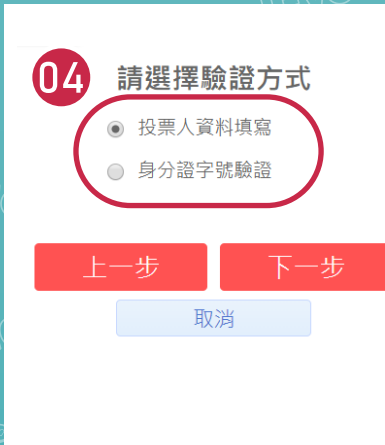 04 請選擇驗證方式
投票人資料填寫
身分證字號驗證
上一步 下一步
取消